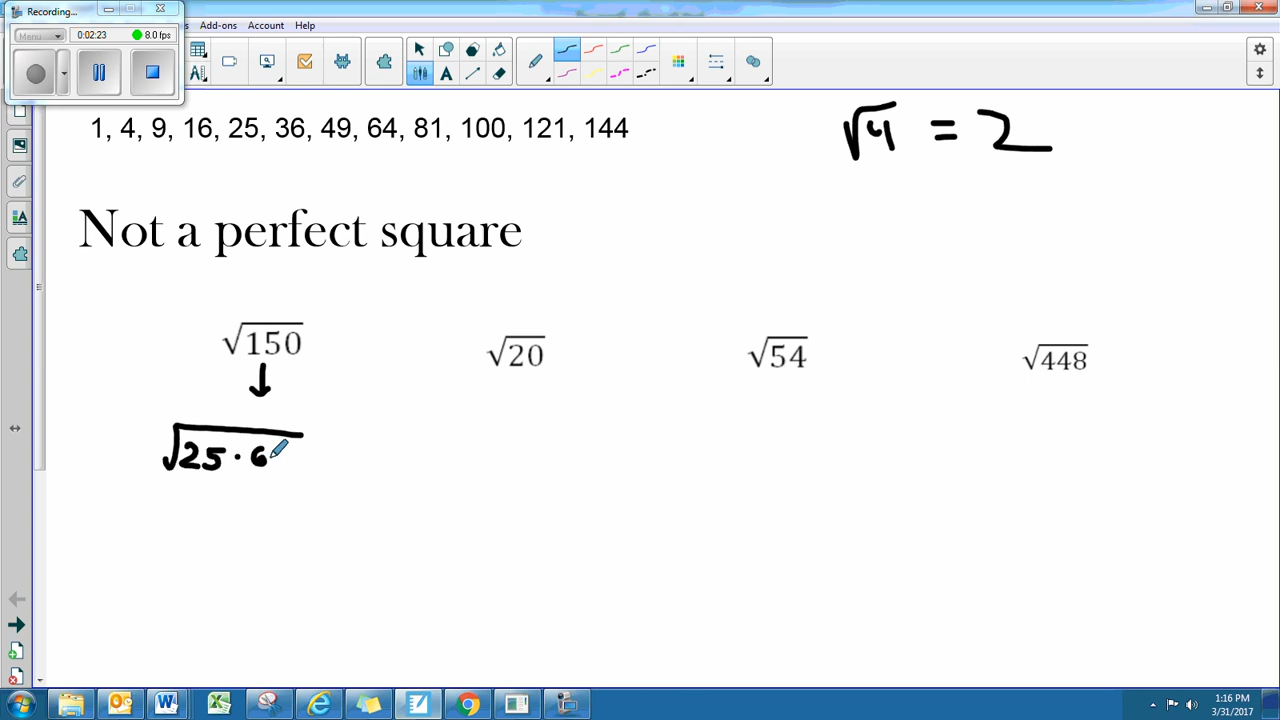 Recording...
Menu
0:02:23
8.0 fps
Add-ons Account Help
1, 4, 9, 16, 25, 36, 49, 64, 81, 100, 121, 144
√4 = 2
Not a perfect square
√150 √20 √54 √448
↓
√25 · 6
1:16 PM
3/31/2017